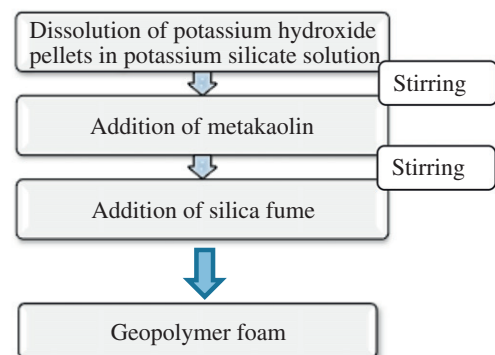 Dissolution of potassium hydroxide
pellets in potassium silicate solution
Stirring
Addition of metakaolin
Stirring
Addition of silica fume
Geopolymer foam